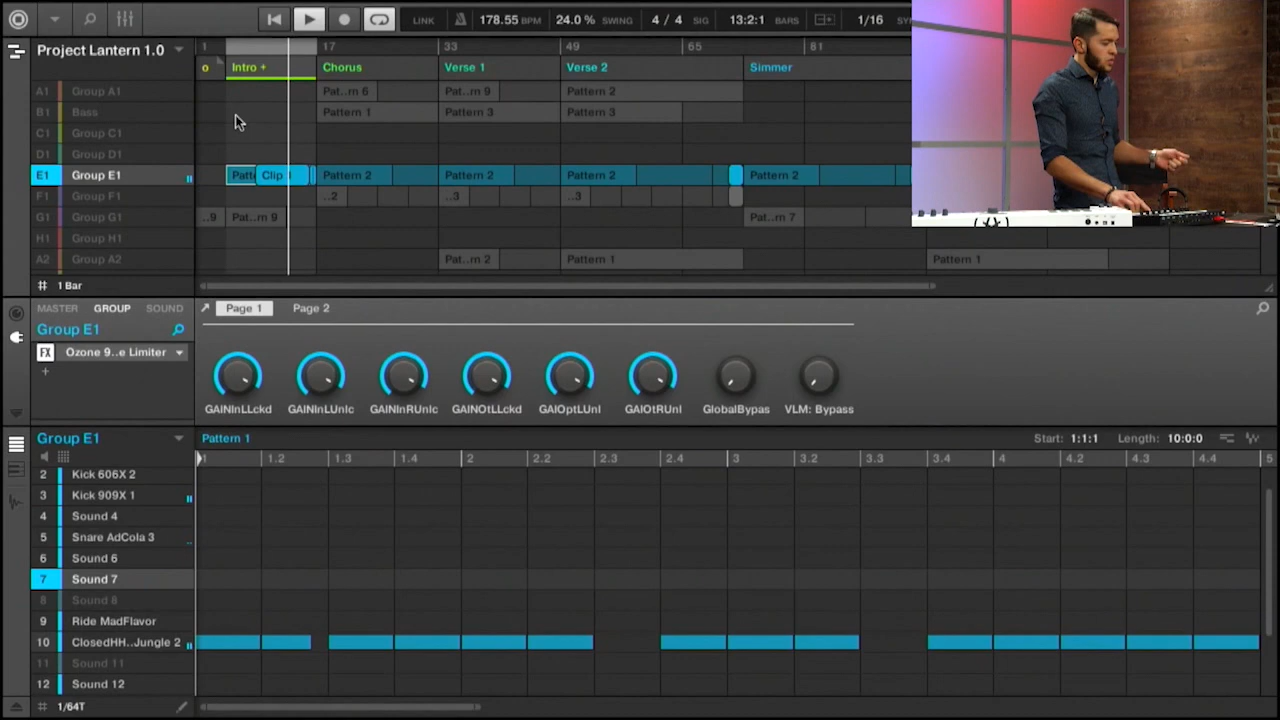 LINK 178.55 BPM 24.0% SWING 4 / 4 SIG 13:2:1 BARS 1/16
Project Lantern 1.0 1 17 33 49 65 81
o Intro + Chorus Verse 1 Verse 2 Simmer
A1 Group A1 Pat..rn 6 Pat..rn 9 Pattern 2
B1 Bass Pattern 1 Pattern 3 Pattern 3
C1 Group C1
D1 Group D1
E1 Group E1 Clip Pattern 2 Pattern 2 Pattern 2 Pattern 2
F1 Group F1 ..2 ..3 ..3
G1 Group G1 ..9 Pat..rn 9 Pat..rn 7
H1 Group H1
A2 Group A2 Pat..rn 2 Pattern 1 Pattern 1
1 Bar
MASTER GROUP SOUND Page 1 Page 2
Group E1
FX Ozone 9..e Limiter
GAINInLLckd GAINInLUnlc GAINInRUnlc GAINOtLLckd GAIOptLUnl GAIOtRUnl GlobalBypas VLM: Bypass
Group E1 Pattern 1 Start: 1:1:1 Length: 10:0:0
1 1.2 1.3 1.4 2 2.2 2.3 2.4 3 3.2 3.3 3.4 4 4.2 4.3 4.4 5
2 Kick 606X 2
3 Kick 909X 1
4 Sound 4
5 Snare AdCola 3
6 Sound 6
7 Sound 7
8 Sound 8
9 Ride MadFlavor
10 ClosedHH..Jungle 2
11 Sound 11
12 Sound 12
1/64T